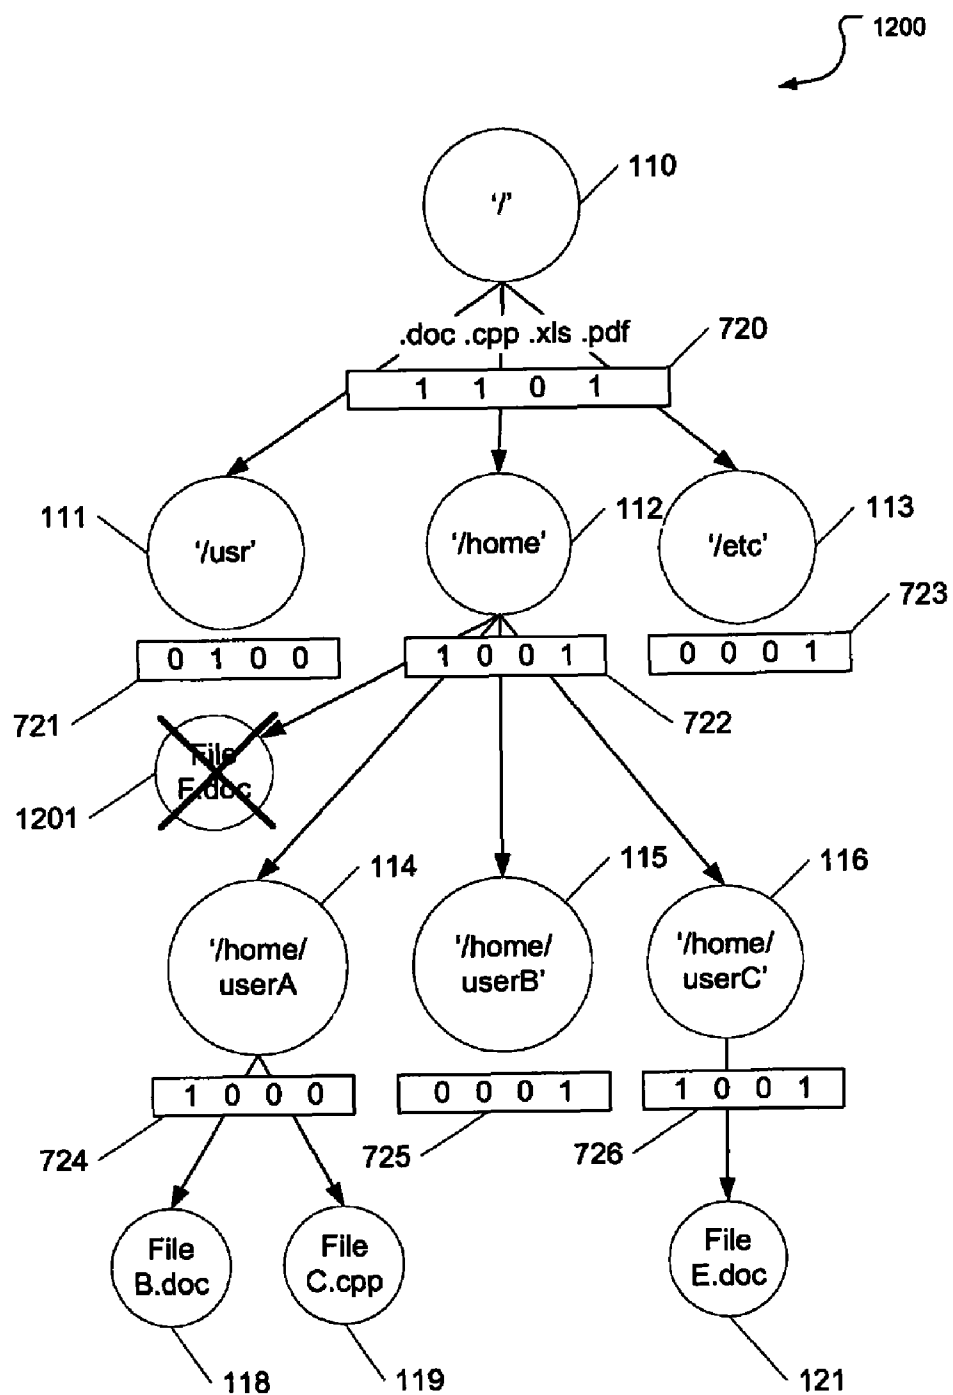 1200
110
‘/’
.doc .cpp .xls .pdf
720
1 1 0 1
111
‘/usr’
‘/home’
112
‘/etc’
113
723
0 1 0 0
1 0 0 1
0 0 0 1
721
722
File
F.doc
1201
114
115
116
‘/home/
userA
‘/home/
userB’
‘/home/
userC’
1 0 0 0
0 0 0 1
1 0 0 1
724
725
726
File
B.doc
File
C.cpp
File
E.doc
118
119
121